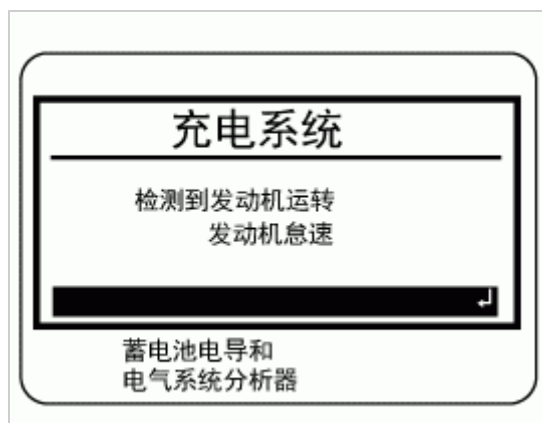 充电系统
检测到发动机运转
发动机怠速
蓄电池电导和
电气系统分析器